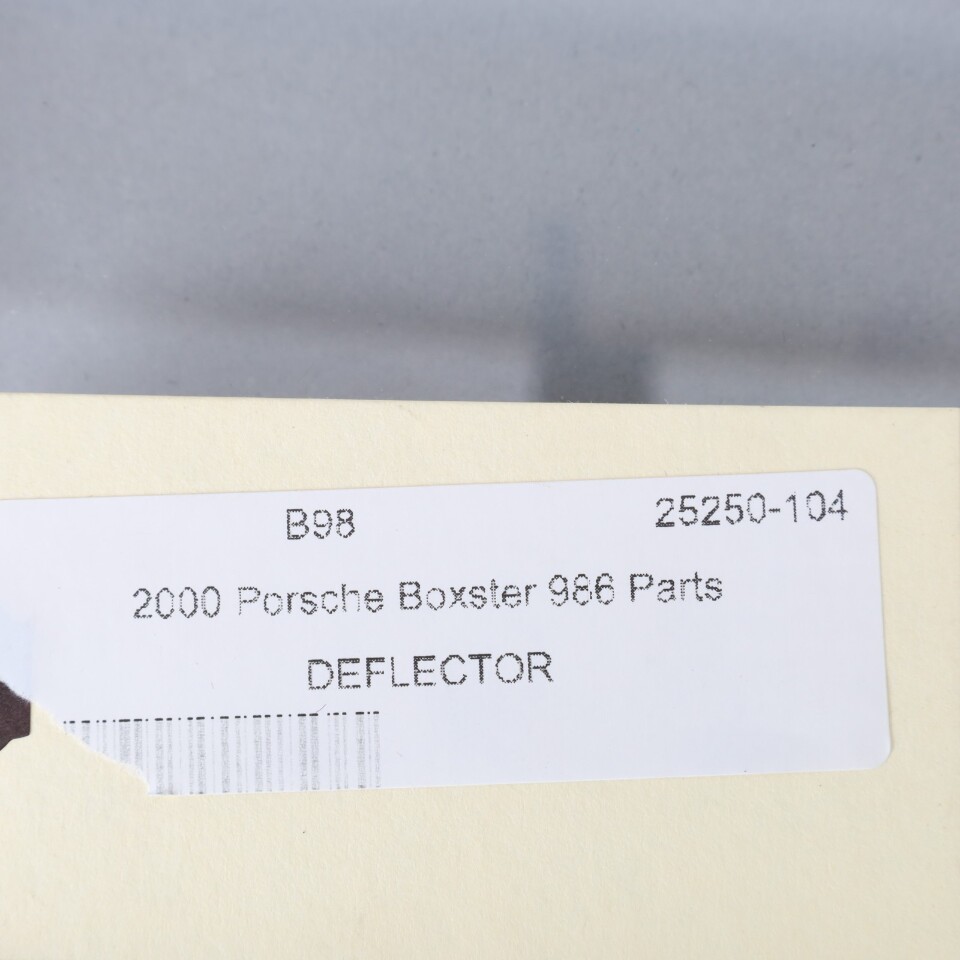 B98 25250-104
2000 Porsche Boxster 986 Parts
DEFLECTOR